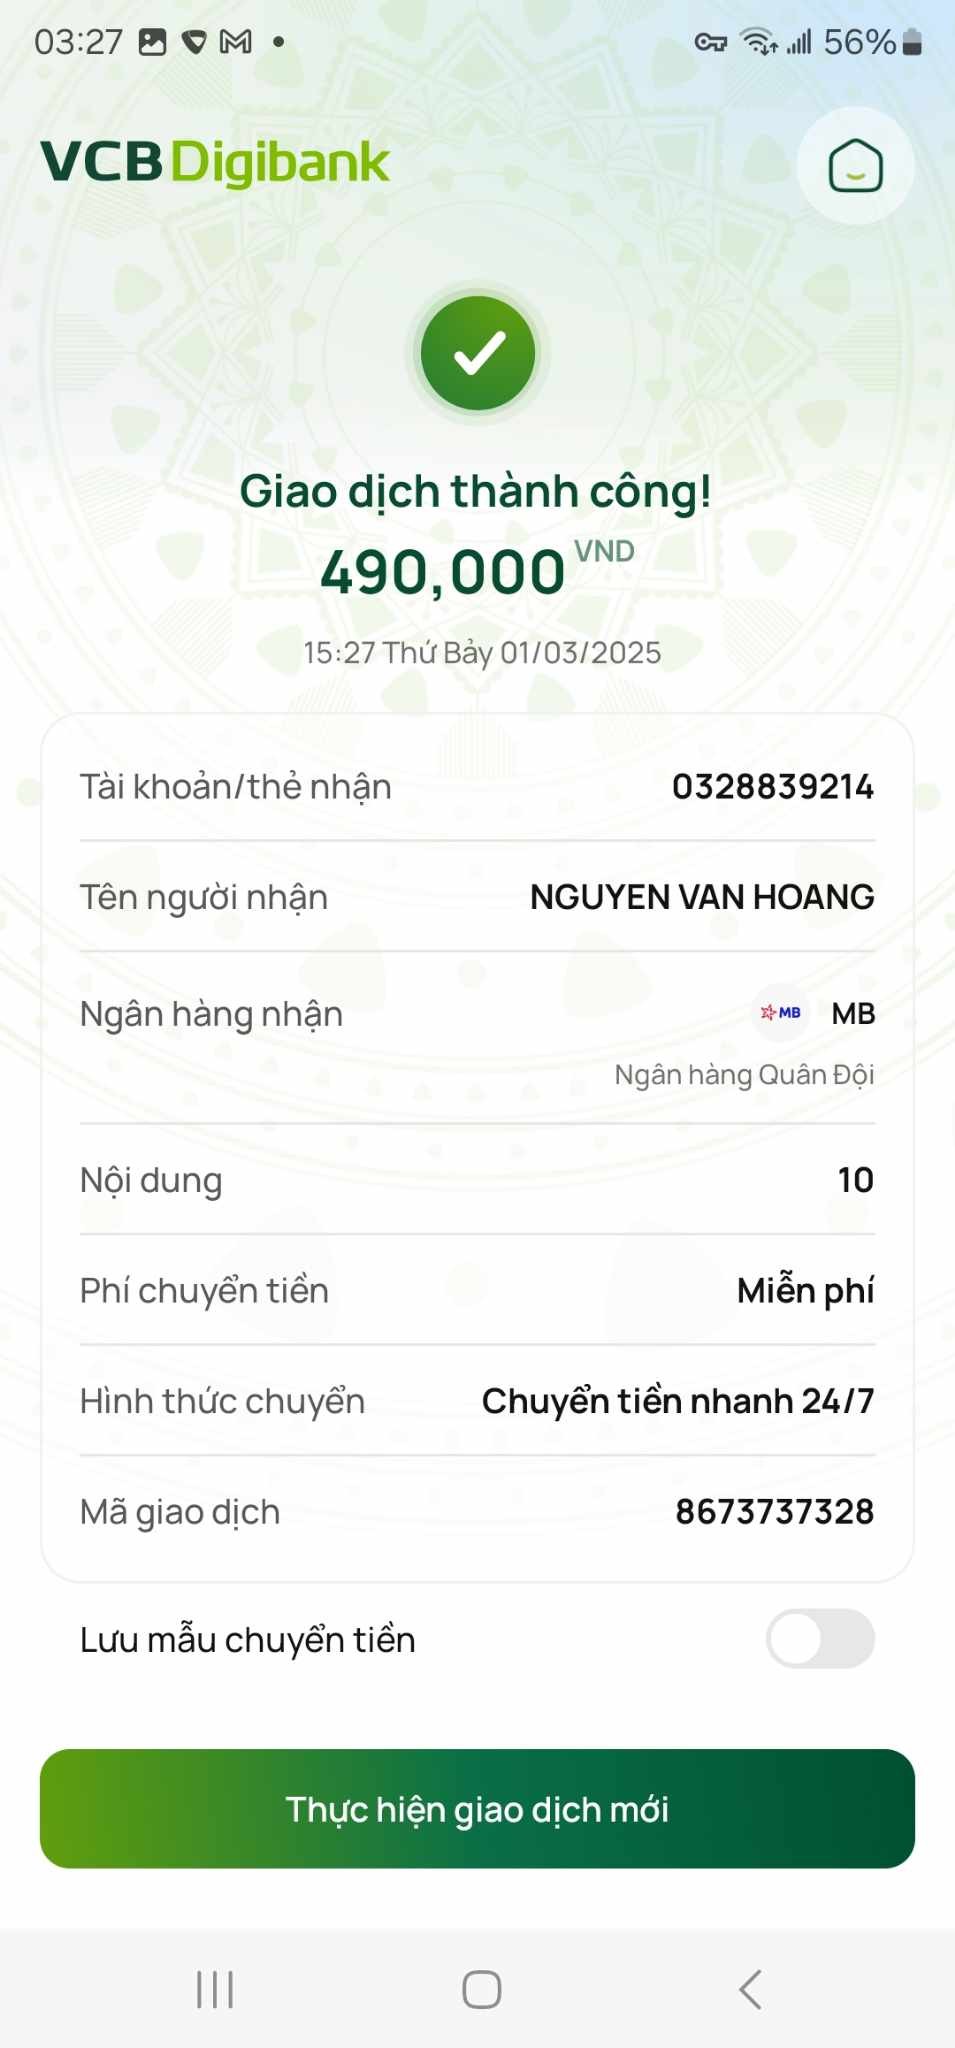 03:27 56%
VCB Digibank
Giao dịch thành công!
490,000 VND
15:27 Thứ Bảy 01/03/2025
Tài khoản/thẻ nhận 0328839214
Tên người nhận NGUYEN VAN HOANG
Ngân hàng nhận MB MB
Ngân hàng Quân Đội
Nội dung 10
Phí chuyển tiền Miễn phí
Hình thức chuyển Chuyển tiền nhanh 24/7
Mã giao dịch 8673737328
Lưu mẫu chuyển tiền
Thực hiện giao dịch mới